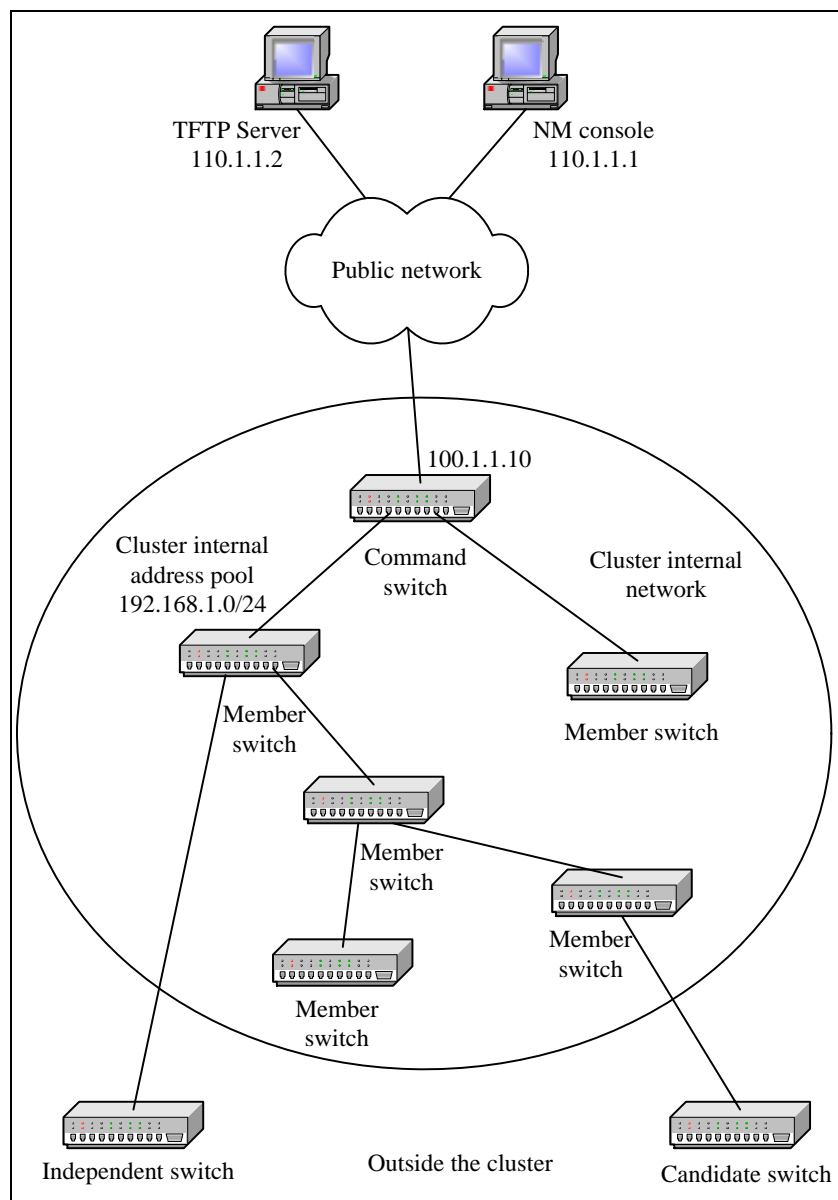 TFTP Server
110.1.1.2
NM console
110.1.1.1
Public network
100.1.1.10
Command
switch
Cluster internal
address pool
192.168.1.0/24
Cluster internal
network
Member
switch
Member switch
Member
switch
Member
switch
Member
switch
Independent switch
Outside the cluster
Candidate switch